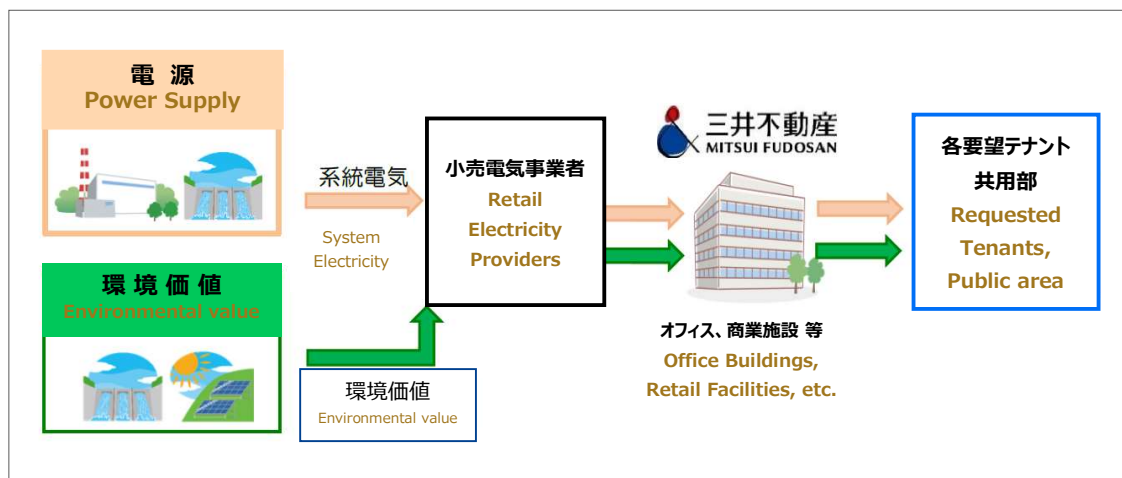 電 源
Power Supply
環 境 価 値
Environmental value
系統電気
System
Electricity
環境価値
Environmental value
小売電気事業者
Retail
Electricity
Providers
三井不動産
MITSUI FUDOSAN
オフィス、商業施設 等
Office Buildings,
Retail Facilities, etc.
各要望テナント
共用部
Requested
Tenants,
Public area